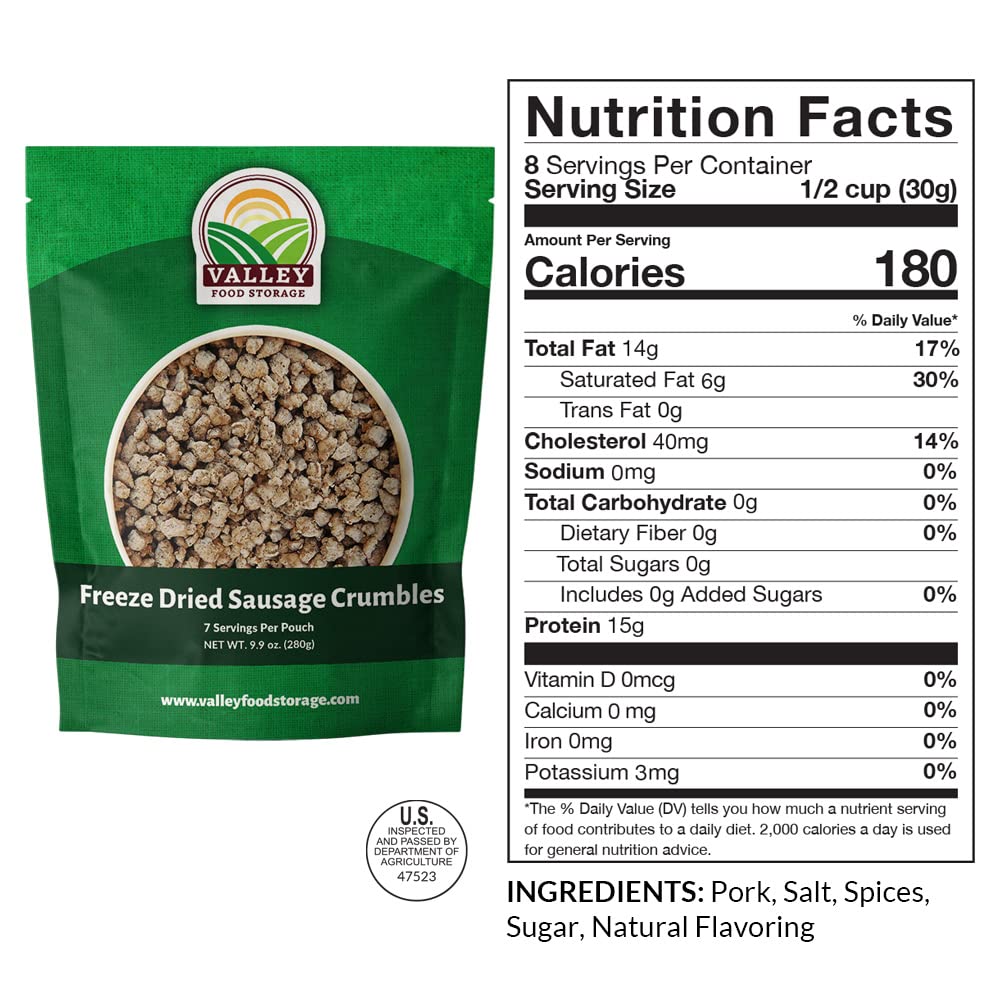 VALLEY
FOOD STORAGE
Freeze Dried Sausage Crumbles
7 Servings Per Pouch
NET WT. 9.9 oz. (280g)
www.valleyfoodstorage.com
U.S.
INSPECTED
AND PASSED BY
DEPARTMENT OF
AGRICULTURE
47523
Nutrition Facts
8 Servings Per Container
Serving Size 1/2 cup (30g)
Amount Per Serving
Calories 180
% Daily Value*
Total Fat 14g 17%
Saturated Fat 6g 30%
Trans Fat 0g
Cholesterol 40mg 14%
Sodium 0mg 0%
Total Carbohydrate 0g 0%
Dietary Fiber 0g 0%
Total Sugars 0g
Includes 0g Added Sugars 0%
Protein 15g
Vitamin D 0mcg 0%
Calcium 0 mg 0%
Iron 0mg 0%
Potassium 3mg 0%
*The % Daily Value (DV) tells you how much a nutrient serving
of food contributes to a daily diet. 2,000 calories a day is used
for general nutrition advice.
INGREDIENTS: Pork, Salt, Spices,
Sugar, Natural Flavoring